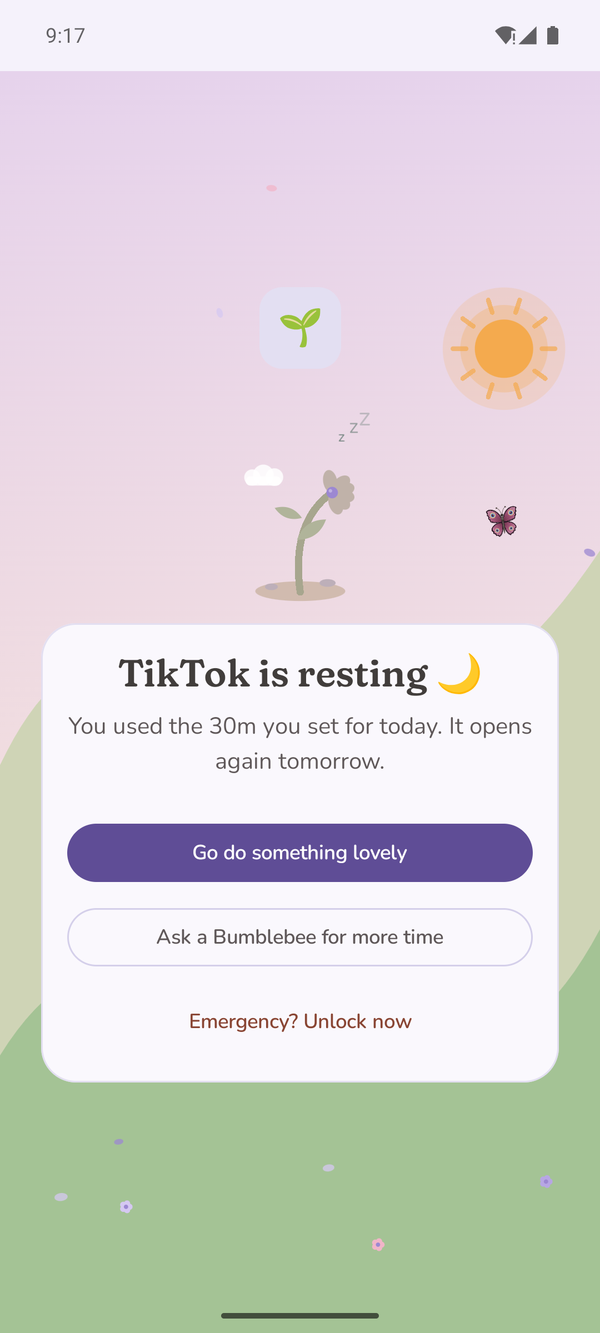 9:17
z z Z
TikTok is resting 🌙
You used the 30m you set for today. It opens
again tomorrow.
Go do something lovely
Ask a Bumblebee for more time
Emergency? Unlock now